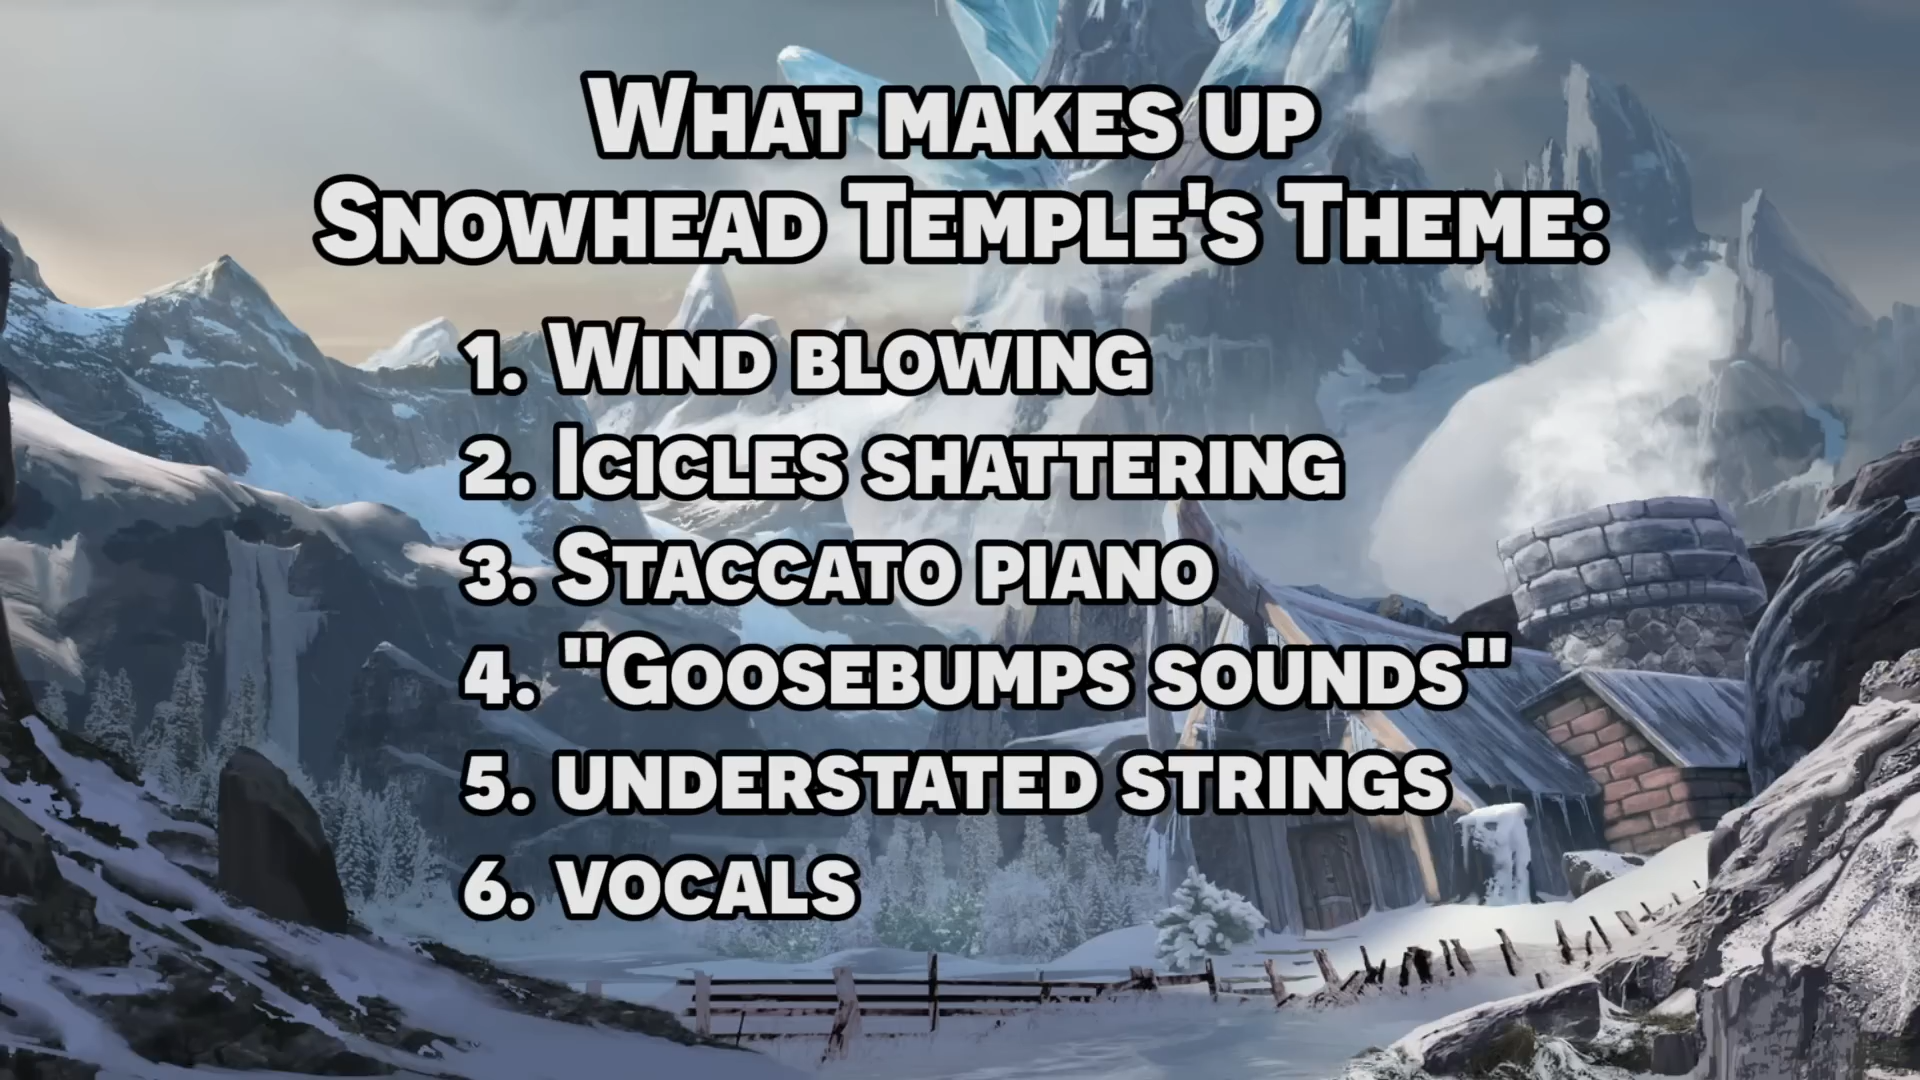 What makes up
Snowhead Temple's Theme:
1. Wind blowing
2. Icicles shattering
3. Staccato piano
4. "Goosebumps sounds"
5. understated strings
6. vocals